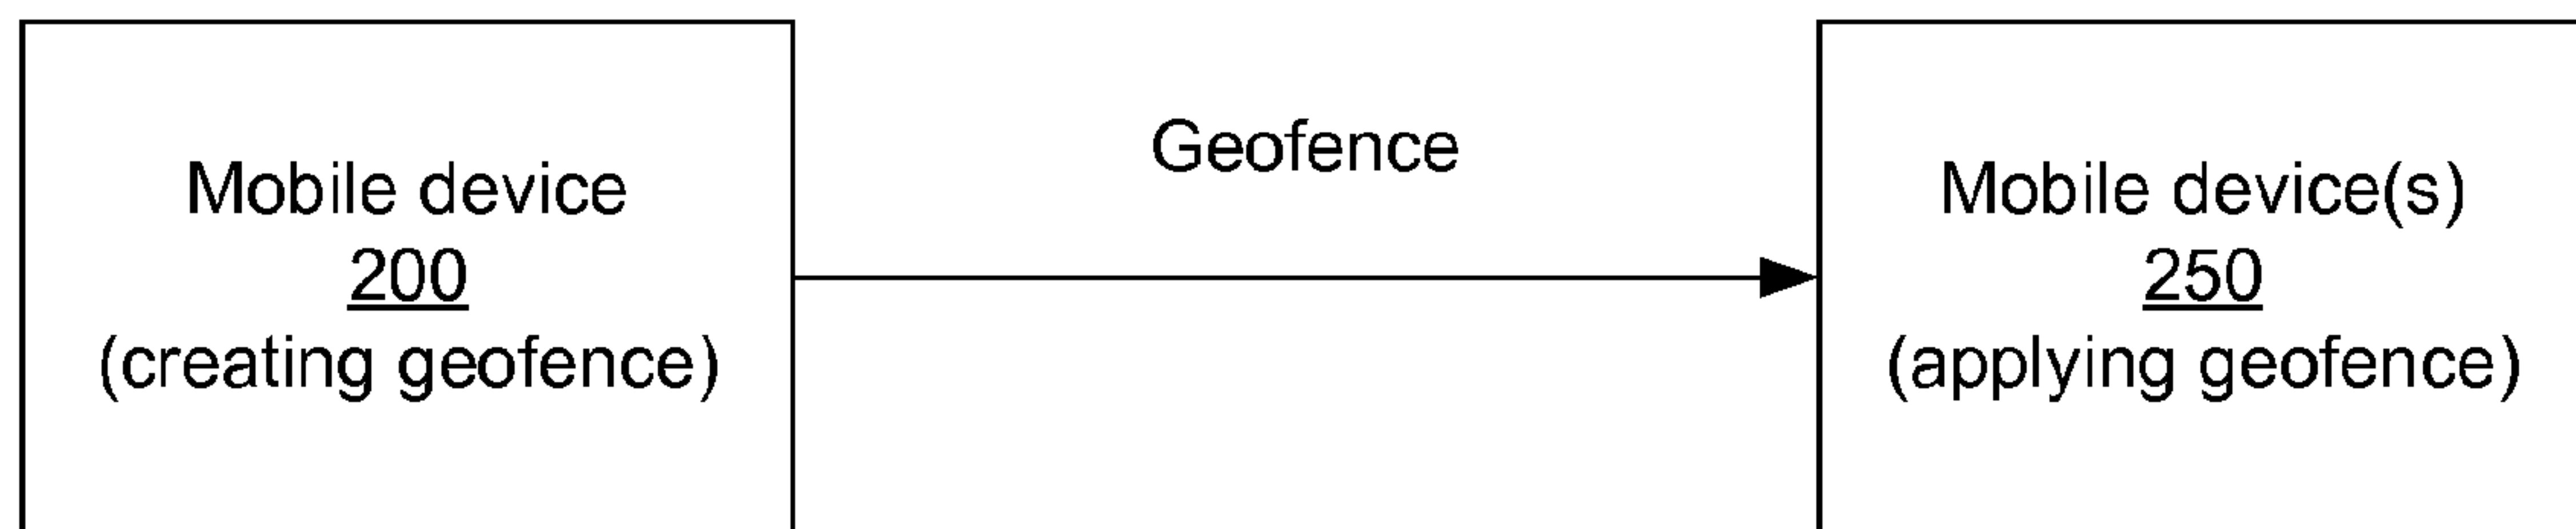 Mobile device
200
(creating geofence)
Geofence
Mobile device(s)
250
(applying geofence)